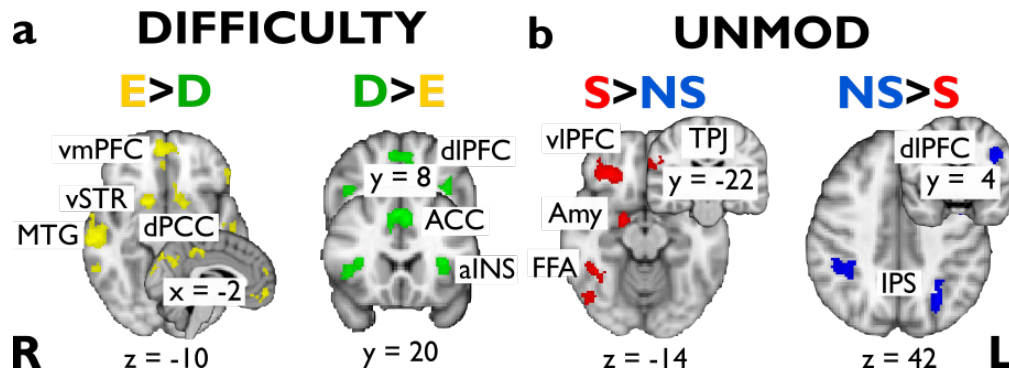 a DIFFICULTY
E>D D>E
vmPFC
vSTR
MTG
dPCC
x = -2
z = -10
dlPFC
y = 8
ACC
aINS
y = 20
b UNMOD
S>NS NS>S
vlPFC
TPJ
y = -22
Amy
FFA
z = -14
dlPFC
y = 4
IPS
z = 42
R L